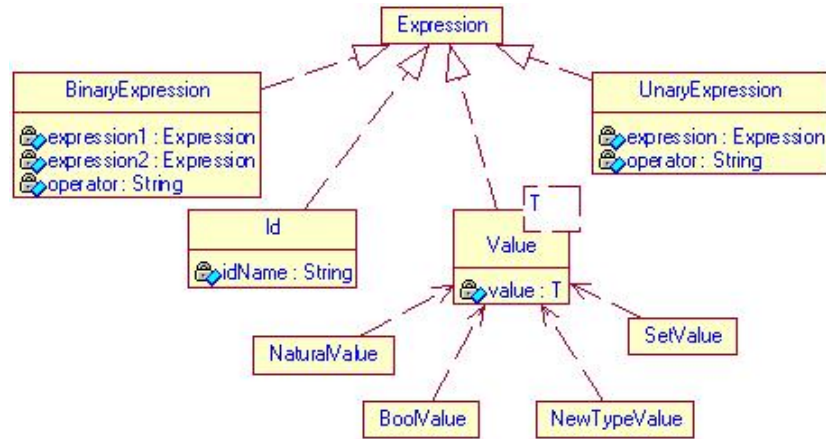 Expression
BinaryExpression
expression1 : Expression
expression2 : Expression
operator : String
UnaryExpression
expression : Expression
operator : String
Id
idName : String
T
Value
value : T
NaturalValue
BoolValue
NewTypeValue
SetValue